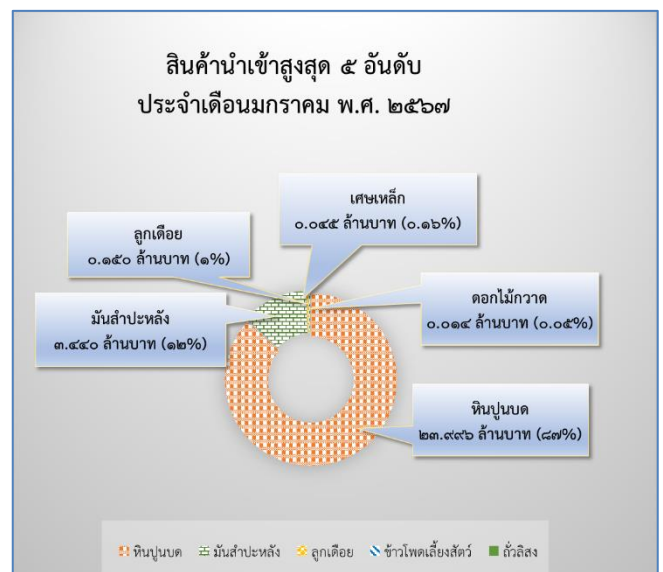 สินค้านำเข้าสูงสุด ๕ อันดับ
ประจำเดือนมกราคม พ.ศ. ๒๕๖๗
เศษเหล็ก
๐.๐๔๕ ล้านบาท (๐.๑๖%)
ลูกเดือย
๐.๑๕๐ ล้านบาท (๑%)
ดอกไม้กวาด
๐.๐๑๔ ล้านบาท (๐.๐๕%)
มันสำปะหลัง
๓.๔๔๐ ล้านบาท (๑๒%)
หินปูนบด
๒๓.๙๙๖ ล้านบาท (๘๗%)
หินปูนบด มันสำปะหลัง ลูกเดือย ข้าวโพดเลี้ยงสัตว์ ถั่วลิสง